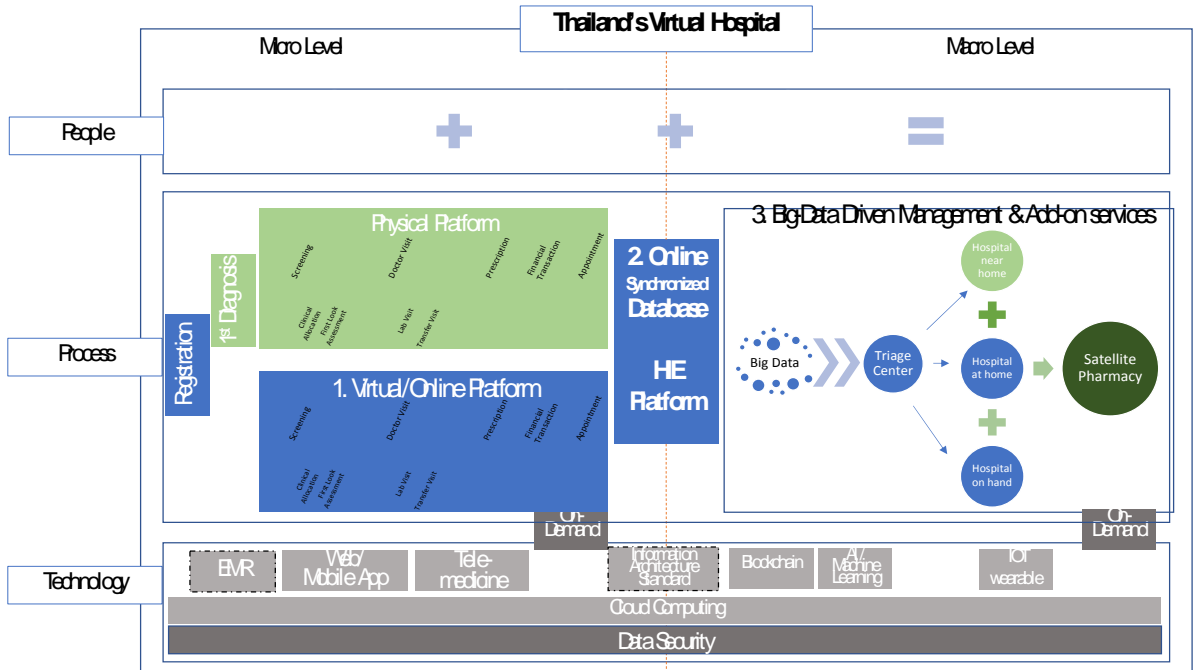 Thailand's Virtual Hospital
Micro Level
Macro Level
People
Process
Registration
1st Diagnosis
Physical Platform
Screening
Doctor Visit
Prescription
Financial
Transaction
Appointment
Clinical
Allocation
First Look
Assessment
Lab Visit
Transfer Visit
1. Virtual/Online Platform
Screening
Doctor Visit
Prescription
Financial
Transaction
Appointment
Clinical
Allocation
First Look
Assessment
Lab Visit
Transfer Visit
2. Online
Synchronized
Database
HIE
Platform
3. Big-Data Driven Management & Add-on services
Big Data
Triage
Center
Hospital
near
home
Hospital
at home
Hospital
on hand
Satellite
Pharmacy
On-
Demand
On-
Demand
Technology
EMR
Web/
Mobile App
Tele-
medicine
Information
Architecture
Standard
Blockchain
AI/
Machine
Learning
IOT
wearable
Cloud Computing
Data Security